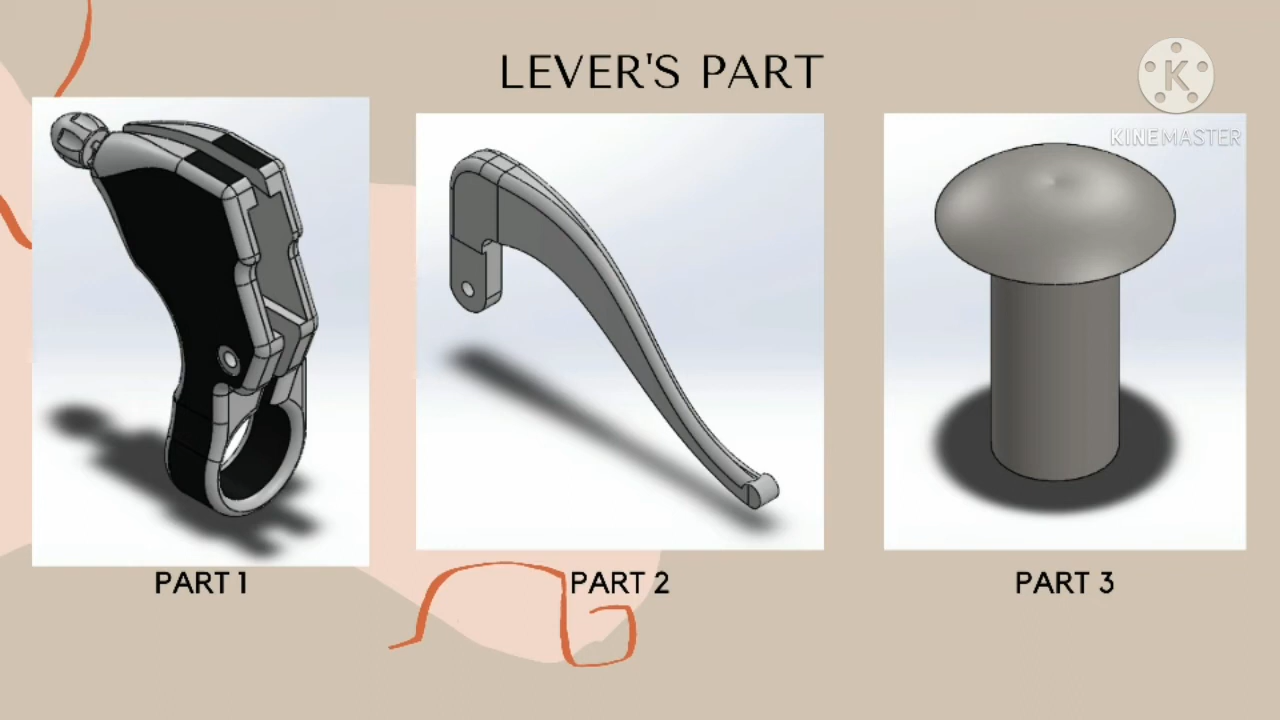 LEVER'S PART
K
KINEMASTER
PART 1
PART 2
PART 3